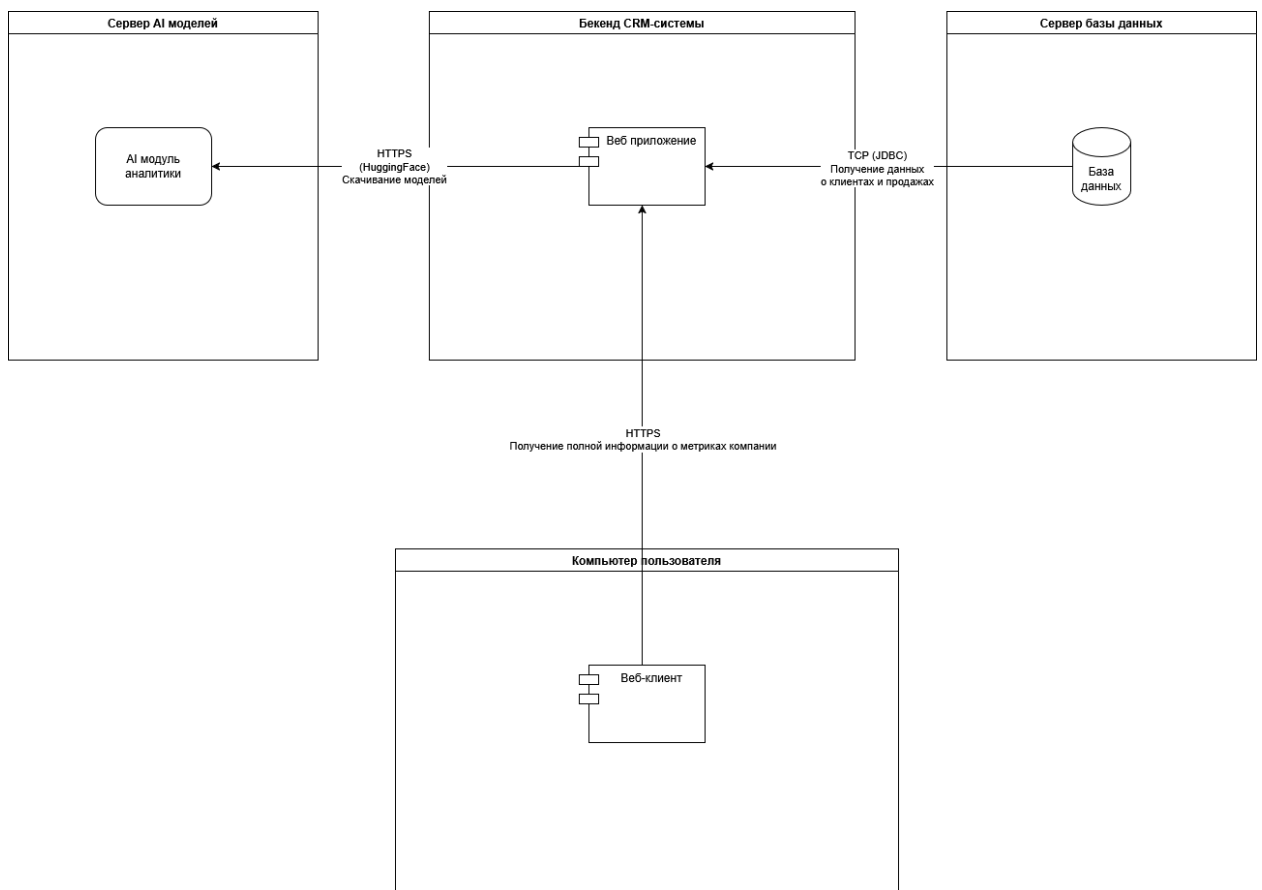 Сервер AI моделей
Бекенд CRM-системы
Сервер базы данных
AI модуль
аналитики
HTTPS
(HuggingFace)
Скачивание моделей
Веб приложение
TCP (JDBC)
Получение данных
о клиентах и продажах
База
данных
HTTPS
Получение полной информации о метриках компании
Компьютер пользователя
Веб-клиент